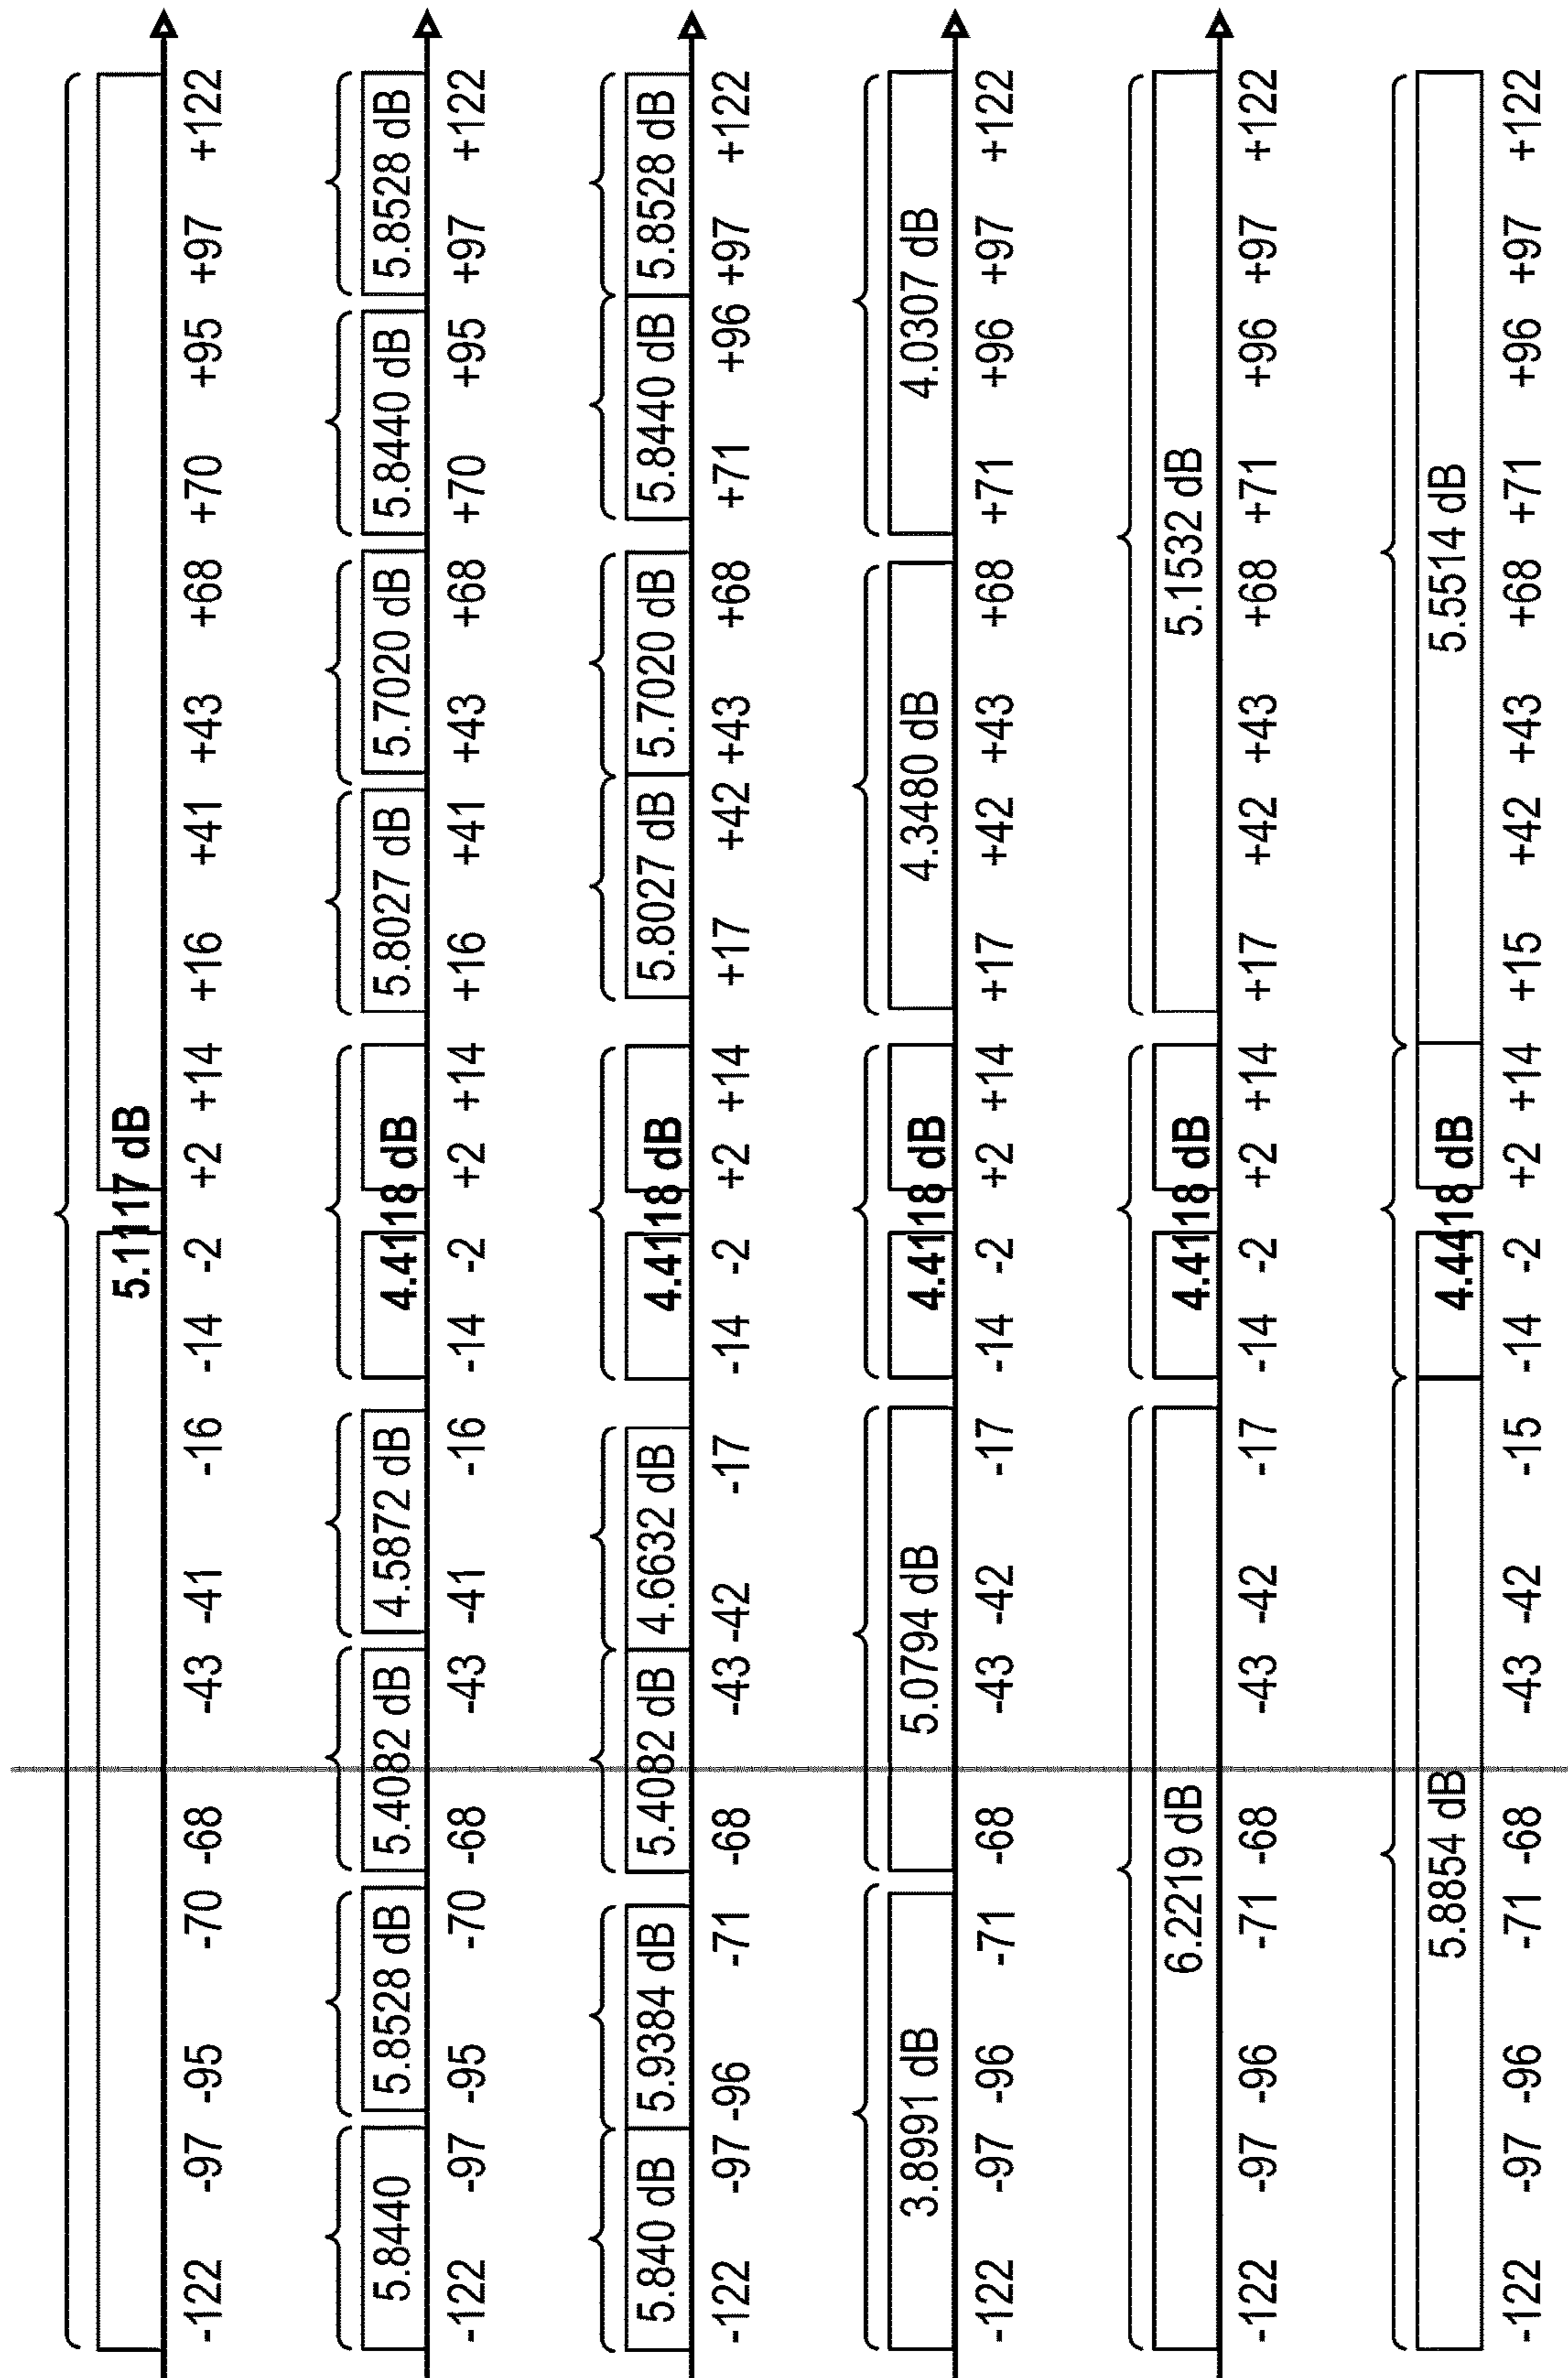 5.1117 dB
-122 -97 -95 -70 -68 -43 -41 -16 -14 -2 +2 +14 +16 +41 +43 +68 +70 +95 +97 +122
5.8440 5.8528 dB 5.4082 dB 4.5872 dB 4.4118 dB 5.8027 dB 5.7020 dB 5.8440 dB 5.8528 dB
-122 -97 -95 -70 -68 -43 -41 -16 -14 -2 +2 +14 +16 +41 +43 +68 +70 +95 +97 +122
5.840 dB 5.9384 dB 5.4082 dB 4.6632 dB 4.4118 dB 5.8027 dB 5.7020 dB 5.8440 dB 5.8528 dB
-122 -97 -96 -71 -68 -43 -42 -17 -14 -2 +2 +14 +17 +42 +43 +68 +71 +96 +97 +122
3.8991 dB 5.0794 dB 4.4118 dB 4.3480 dB 4.0307 dB
-122 -97 -96 -71 -68 -43 -42 -17 -14 -2 +2 +14 +17 +42 +43 +68 +71 +96 +97 +122
6.2219 dB 4.4118 dB 5.1532 dB
-122 -97 -96 -71 -68 -43 -42 -17 -14 -2 +2 +14 +17 +42 +43 +68 +71 +96 +97 +122
5.8854 dB 4.4418 dB 5.5514 dB
-122 -97 -96 -71 -68 -43 -42 -15 -14 -2 +2 +14 +15 +42 +43 +68 +71 +96 +97 +122